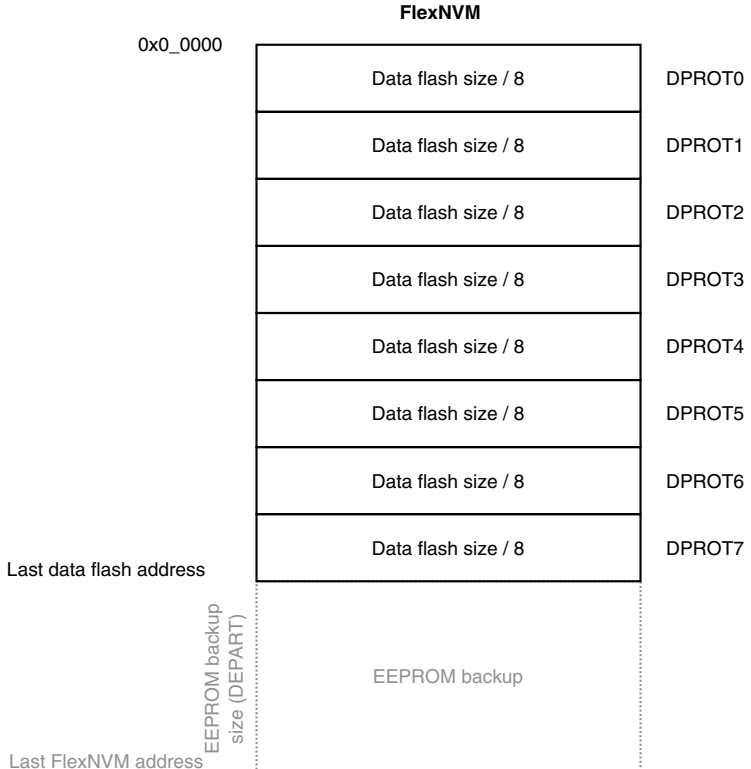 FlexNVM
0x0_0000
Data flash size / 8
DPROT0
Data flash size / 8
DPROT1
Data flash size / 8
DPROT2
Data flash size / 8
DPROT3
Data flash size / 8
DPROT4
Data flash size / 8
DPROT5
Data flash size / 8
DPROT6
Data flash size / 8
DPROT7
Last data flash address
EEPROM backup
size (DEPART)
EEPROM backup
Last FlexNVM address